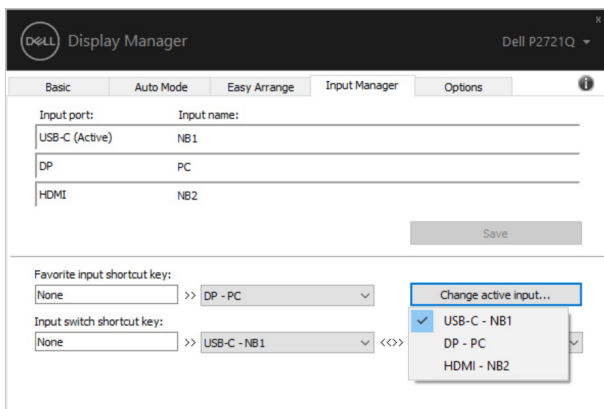 DELL Display Manager
x
Dell P2721Q
Basic Auto Mode Easy Arrange Input Manager Options i
Input port: Input name:
USB-C (Active) NB1
DP PC
HDMI NB2
Save
Favorite input shortcut key:
None >> DP - PC Change active input...
Input switch shortcut key:
None >> USB-C - NB1 <<>>
USB-C - NB1
DP - PC
HDMI - NB2